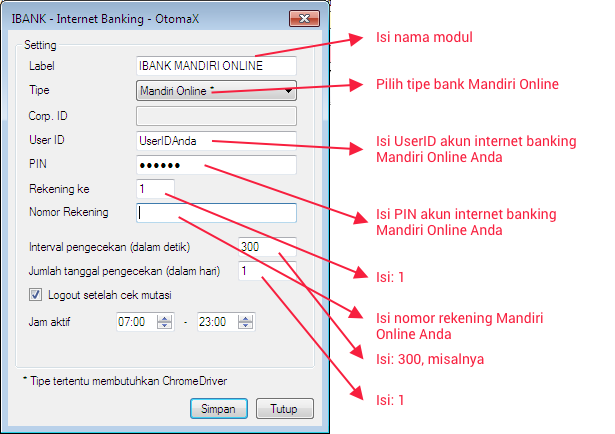 IBANK - Internet Banking - OtomaX
Setting
Label
IBANK MANDIRI ONLINE
Isi nama modul
Tipe
Mandiri Online *
Pilih tipe bank Mandiri Online
Corp. ID
User ID
UserIDAnda
Isi UserID akun internet banking
Mandiri Online Anda
PIN
••••••
Isi PIN akun internet banking
Mandiri Online Anda
Rekening ke
1
Isi: 1
Nomor Rekening
Isi nomor rekening Mandiri
Online Anda
Interval pengecekan (dalam detik)
300
Isi: 300, misalnya
Jumlah tanggal pengecekan (dalam hari)
1
Isi: 1
Logout setelah cek mutasi
Jam aktif
07:00 - 23:00
* Tipe tertentu membutuhkan ChromeDriver
Simpan
Tutup